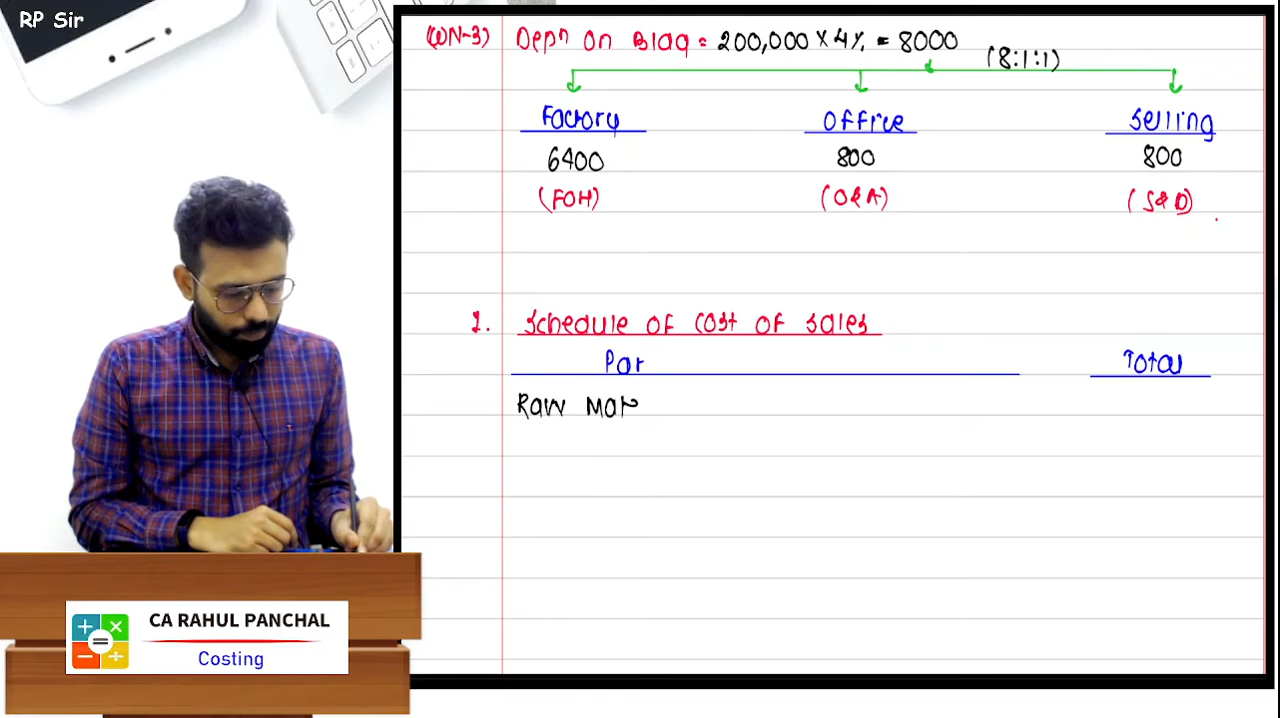 RP Sir
(WN-3) Depn On Bldg = 200,000 × 4% = 8000 (8:1:1)
Factory Office Selling
6400 800 800
(FOH) (O&A) (S&D)
1. Schedule of Cost of Sales
Par Total
Raw Mat
CA RAHUL PANCHAL
Costing